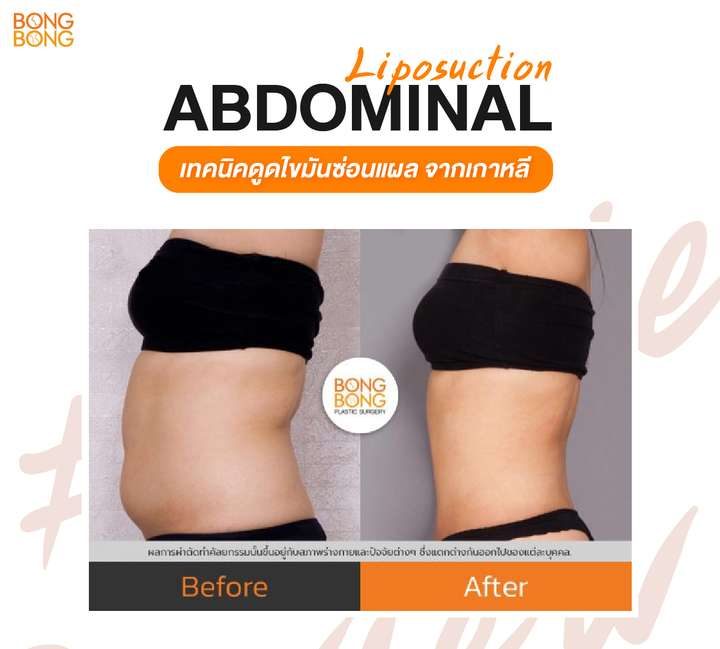 BONG
BONG
Liposuction
ABDOMINAL
เทคนิคดูดไขมันซ่อนแผล จากเกาหลี
BONG
BONG
PLASTIC SURGERY
ผลการผ่าตัดทำศัลยกรรมนั้นขึ้นอยู่กับสภาพร่างกายและปัจจัยต่างๆ ซึ่งแตกต่างกันออกไปของแต่ละบุคคล
Before
After